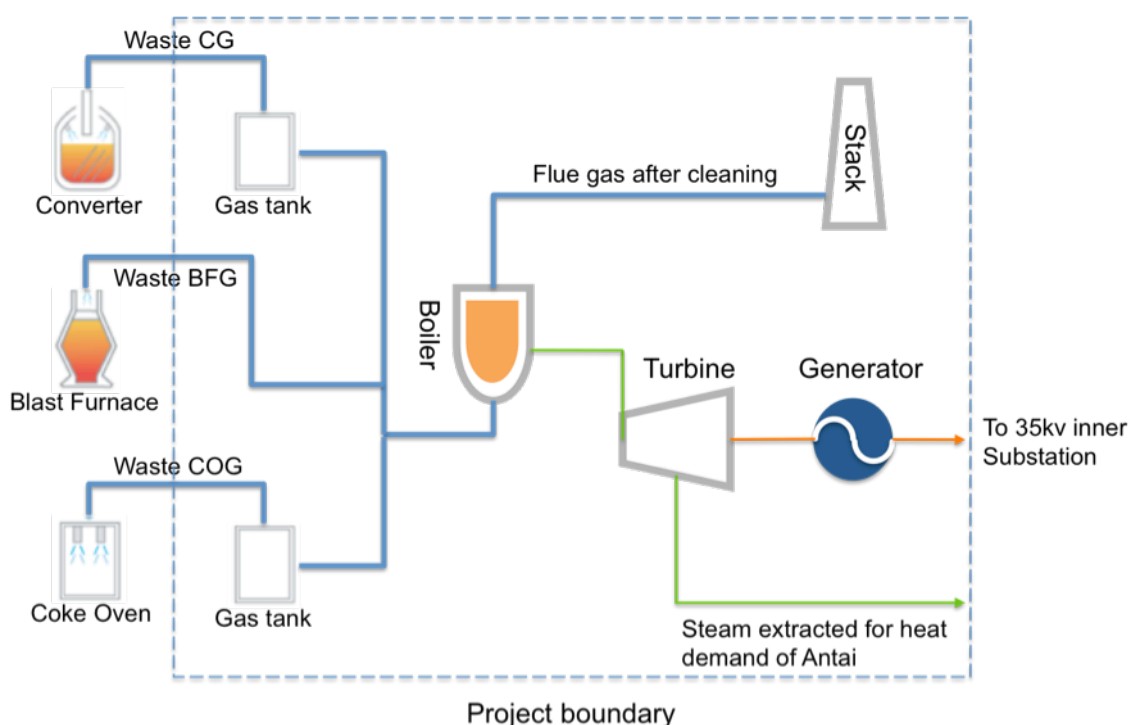 Waste CG
Converter
Gas tank
Flue gas after cleaning
Stack
Waste BFG
Blast Furnace
Boiler
Turbine
Generator
To 35kv inner
Substation
Waste COG
Coke Oven
Gas tank
Steam extracted for heat
demand of Antai
Project boundary